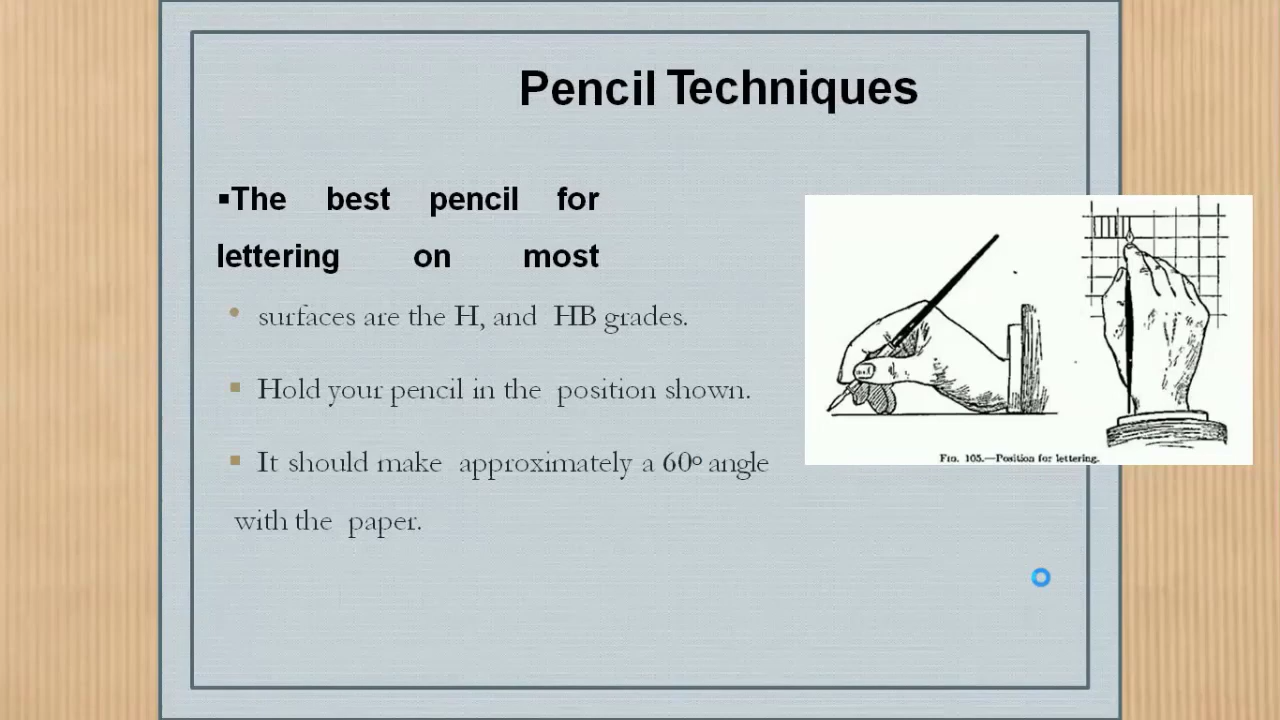 Pencil Techniques
▪The best pencil for
lettering on most
• surfaces are the H, and HB grades.
▪ Hold your pencil in the position shown.
▪ It should make approximately a 60º angle
with the paper.
Fig. 105.—Position for lettering.